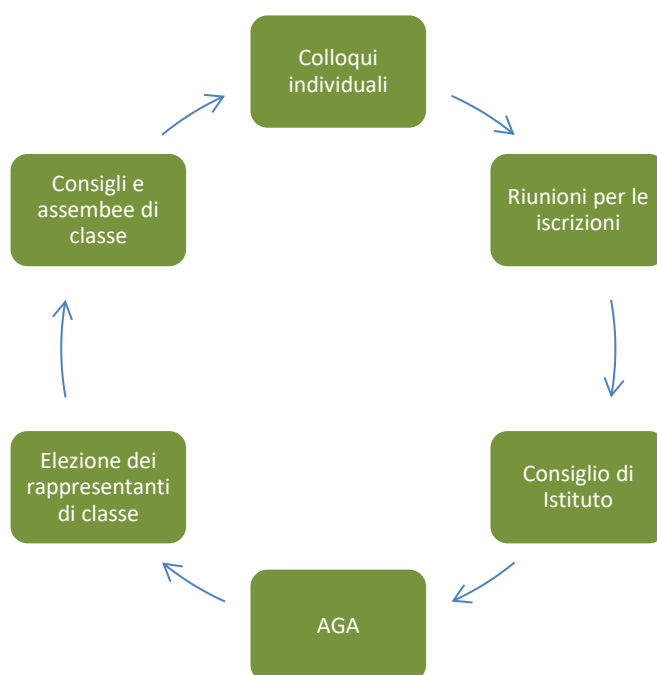 Colloqui
individuali
Riunioni per le
iscrizioni
Consiglio di
Istituto
AGA
Elezione dei
rappresentanti
di classe
Consigli e
assembee di
classe